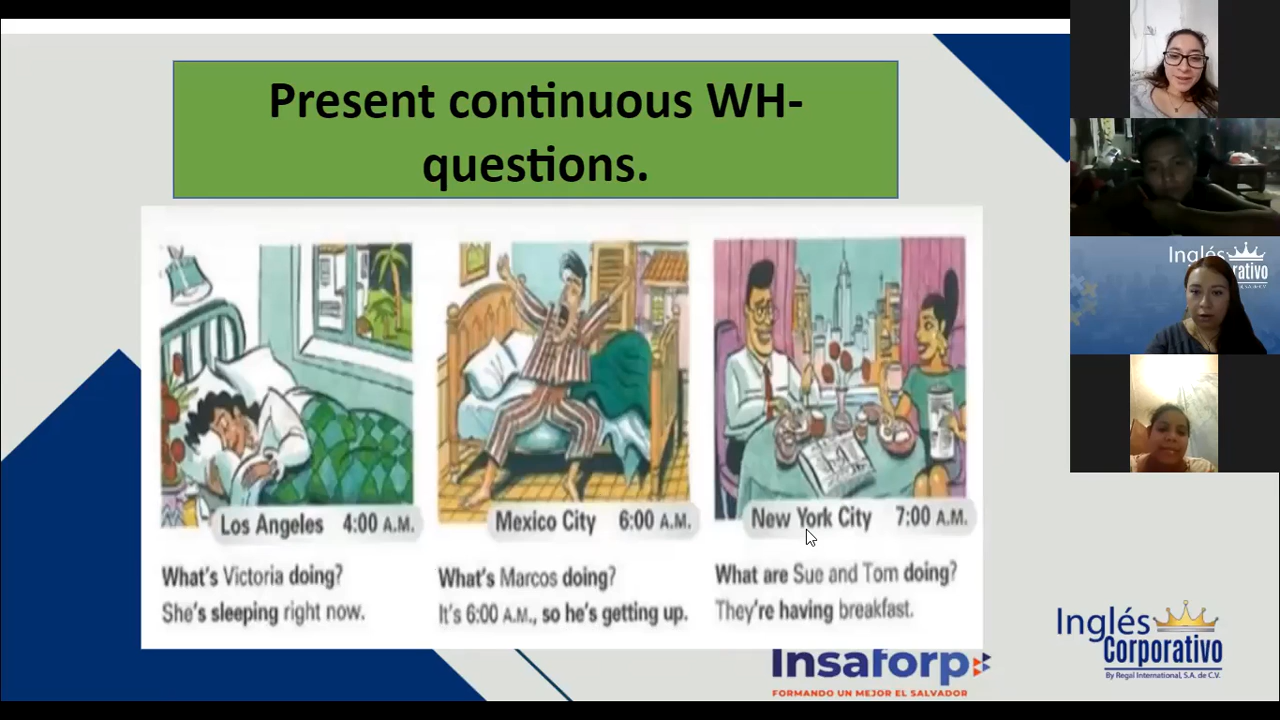 Present continuous WH-
questions.
Los Angeles 4:00 A.M.
Mexico City 6:00 A.M.
New York City 7:00 A.M.
What's Victoria doing?
She's sleeping right now.
What's Marcos doing?
It's 6:00 A.M., so he's getting up.
What are Sue and Tom doing?
They're having breakfast.
Insaforp
FORMANDO UN MEJOR EL SALVADOR
Inglés
Corporativo
By Regal International, S.A. de C.V.
Inglés